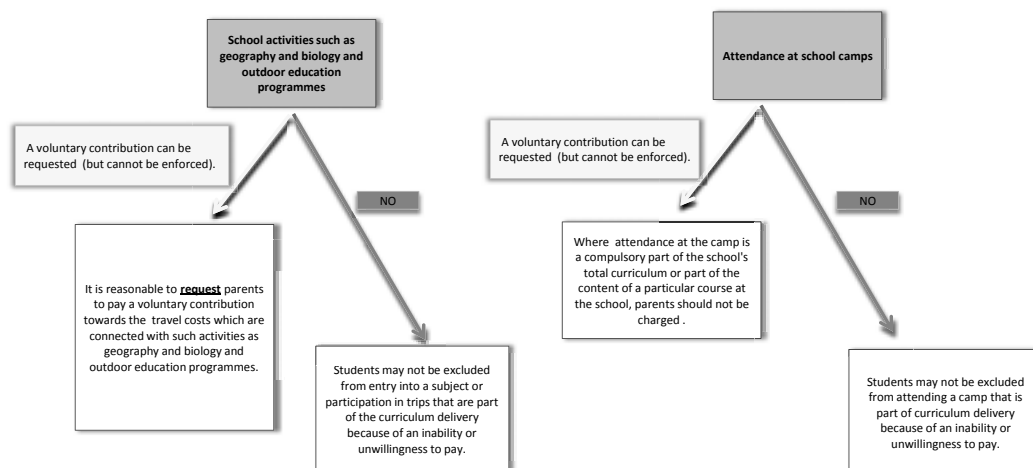 School activities such as
geography and biology and
outdoor education
programmes
A voluntary contribution can be
requested (but cannot be enforced).
NO
It is reasonable to request parents
to pay a voluntary contribution
towards the travel costs which are
connected with such activities as
geography and biology and
outdoor education programmes.
Students may not be excluded
from entry into a subject or
participation in trips that are part
of the curriculum delivery
because of an inability or
unwillingness to pay.
Attendance at school camps
A voluntary contribution can be
requested (but cannot be enforced).
NO
Where attendance at the camp is
a compulsory part of the school's
total curriculum or part of the
content of a particular course at
the school, parents should not be
charged .
Students may not be excluded
from attending a camp that is
part of curriculum delivery
because of an inability or
unwillingness to pay.